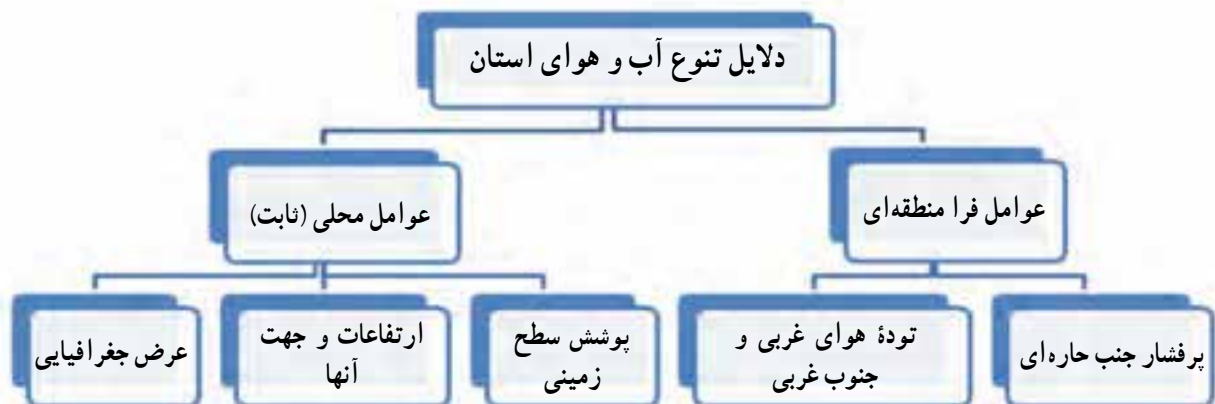 دلایل تنوع آب و هوای استان
عوامل فرا منطقه‌ای
عوامل محلی (ثابت)
پرفشار جنب حاره‌ای
تودهٔ هوای غربی و
جنوب غربی
پوشش سطح
زمینی
ارتفاعات و جهت
آنها
عرض جغرافیایی